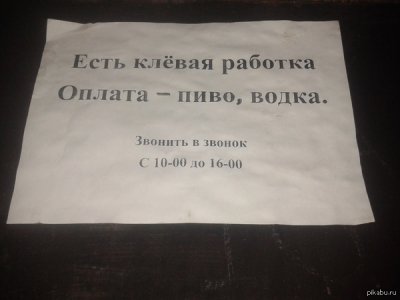 Есть клёвая работка
Оплата – пиво, водка.
Звонить в звонок
С 10-00 до 16-00
pikabu.ru